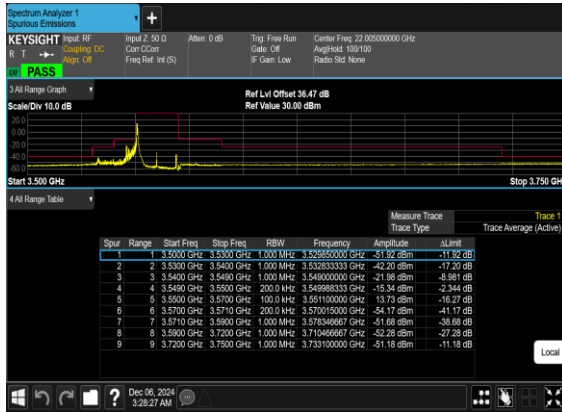 Spectrum Analyzer 1
Spurious Emissions
+
KEYSIGHT Input: RF Input Z: 50 Ω Atten: 0 dB Trig: Free Run Center Freq: 22.005000000 GHz
R T Coupling: DC Corr CCorr Gate: Off Avg|Hold: 100/100
Align: Off Freq Ref: Int (S) IF Gain: Low Radio Std: None
PASS
3 All Range Graph Ref Lvl Offset 36.47 dB
Scale/Div 10.0 dB Ref Value 30.00 dBm
20.0
0.00
-20.0
-40.0
-60.0
Start 3.500 GHz Stop 3.750 GH
4 All Range Table
Measure Trace Trace 1
Trace Type Trace Average (Active)
Spur Range Start Freq Stop Freq RBW Frequency Amplitude ΔLimit
1 1 3.5000 GHz 3.5300 GHz 1.000 MHz 3.529850000 GHz -51.92 dBm -11.92 dB
2 2 3.5300 GHz 3.5400 GHz 1.000 MHz 3.532833333 GHz -42.20 dBm -17.20 dB
3 3 3.5400 GHz 3.5490 GHz 1.000 MHz 3.549000000 GHz -21.98 dBm -8.981 dB
4 4 3.5490 GHz 3.5500 GHz 200.0 kHz 3.549988333 GHz -15.34 dBm -2.344 dB
5 5 3.5500 GHz 3.5700 GHz 100.0 kHz 3.551100000 GHz 13.73 dBm -16.27 dB
6 6 3.5700 GHz 3.5710 GHz 200.0 kHz 3.570015000 GHz -54.17 dBm -41.17 dB
7 7 3.5710 GHz 3.5900 GHz 1.000 MHz 3.578346667 GHz -51.68 dBm -38.68 dB
8 8 3.5900 GHz 3.7200 GHz 1.000 MHz 3.710466667 GHz -52.28 dBm -27.28 dB
9 9 3.7200 GHz 3.7500 GHz 1.000 MHz 3.733100000 GHz -51.18 dBm -11.18 dB
Local
? Dec 06, 2024
3:28:27 AM